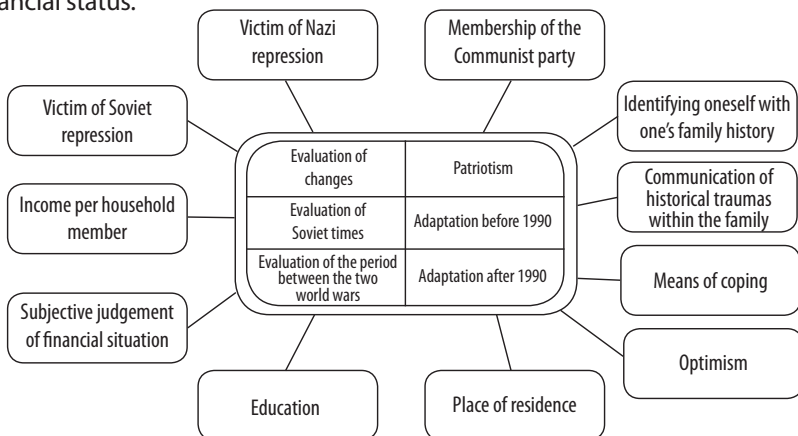 ancial status.
Victim of Nazi
repression
Membership of the
Communist party
Victim of Soviet
repression
Identifying oneself with
one's family history
Evaluation of
changes
Patriotism
Communication of
historical traumas
within the family
Income per household
member
Evaluation of
Soviet times
Adaptation before 1990
Evaluation of the period
between the two
world wars
Adaptation after 1990
Means of coping
Subjective judgement
of financial situation
Optimism
Education
Place of residence